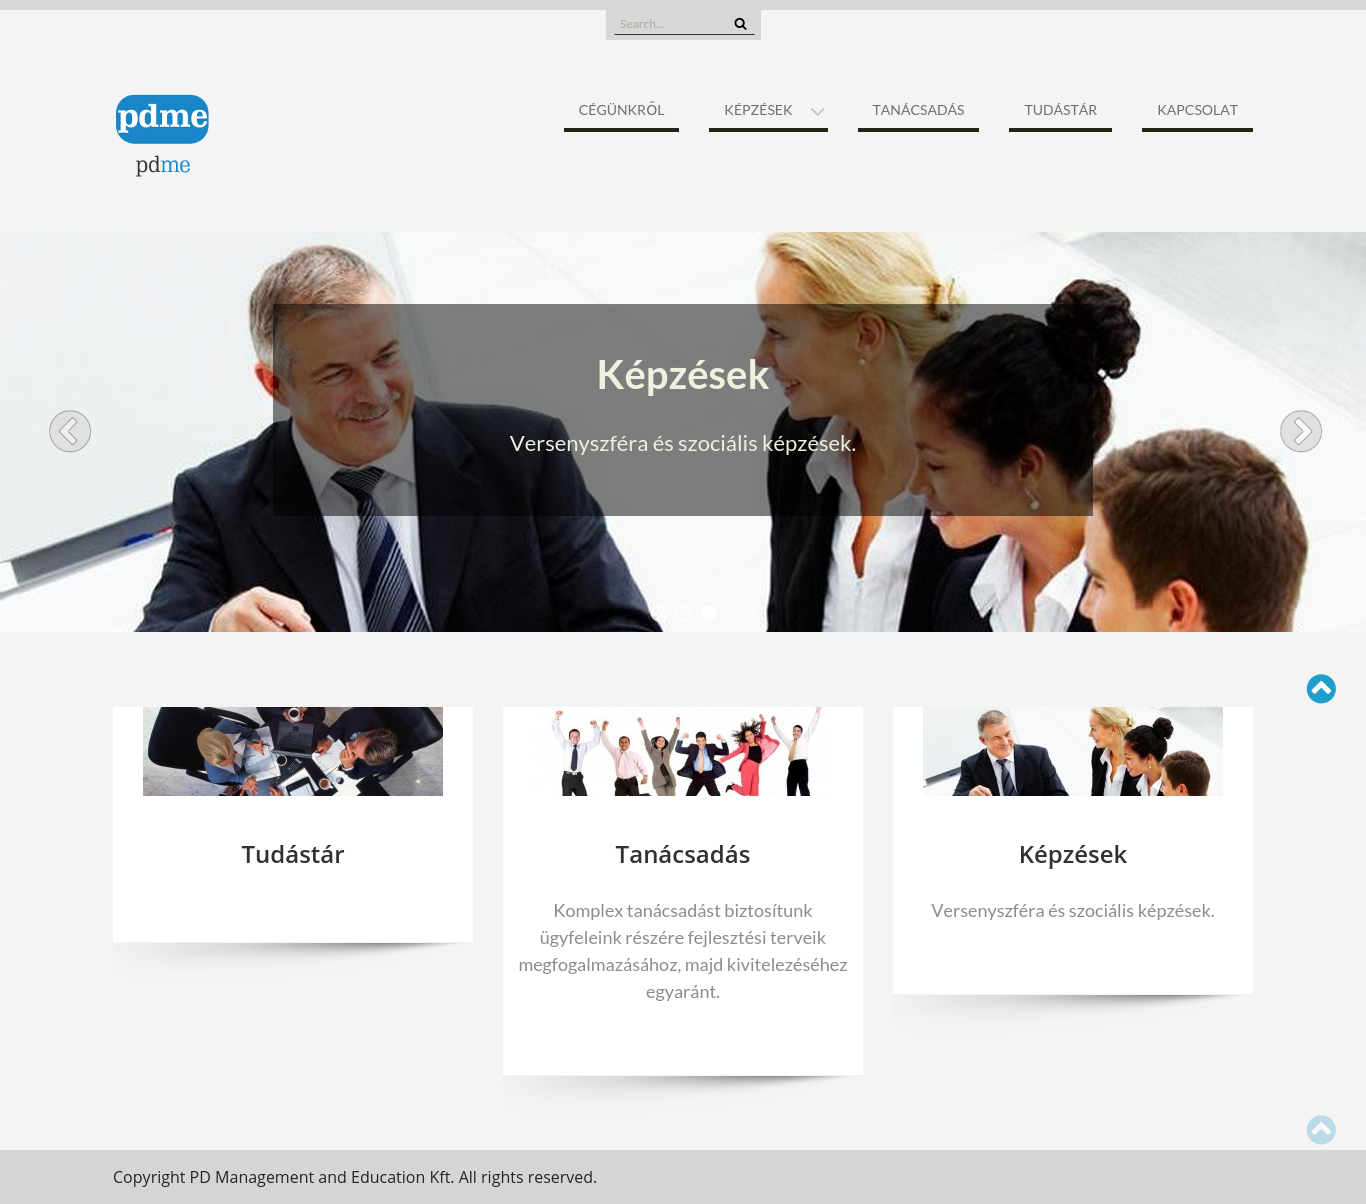 Search...
pdme
pdme
CÉGÜNKRŐL
KÉPZÉSEK
TANÁCSADÁS
TUDÁSTÁR
KAPCSOLAT
Képzések
Versenyszféra és szociális képzések.
Tudástár
Tanácsadás
Komplex tanácsadást biztosítunk
ügyfeleink részére fejlesztési terveik
megfogalmazásához, majd kivitelezéséhez
egyaránt.
Képzések
Versenyszféra és szociális képzések.
Copyright PD Management and Education Kft. All rights reserved.